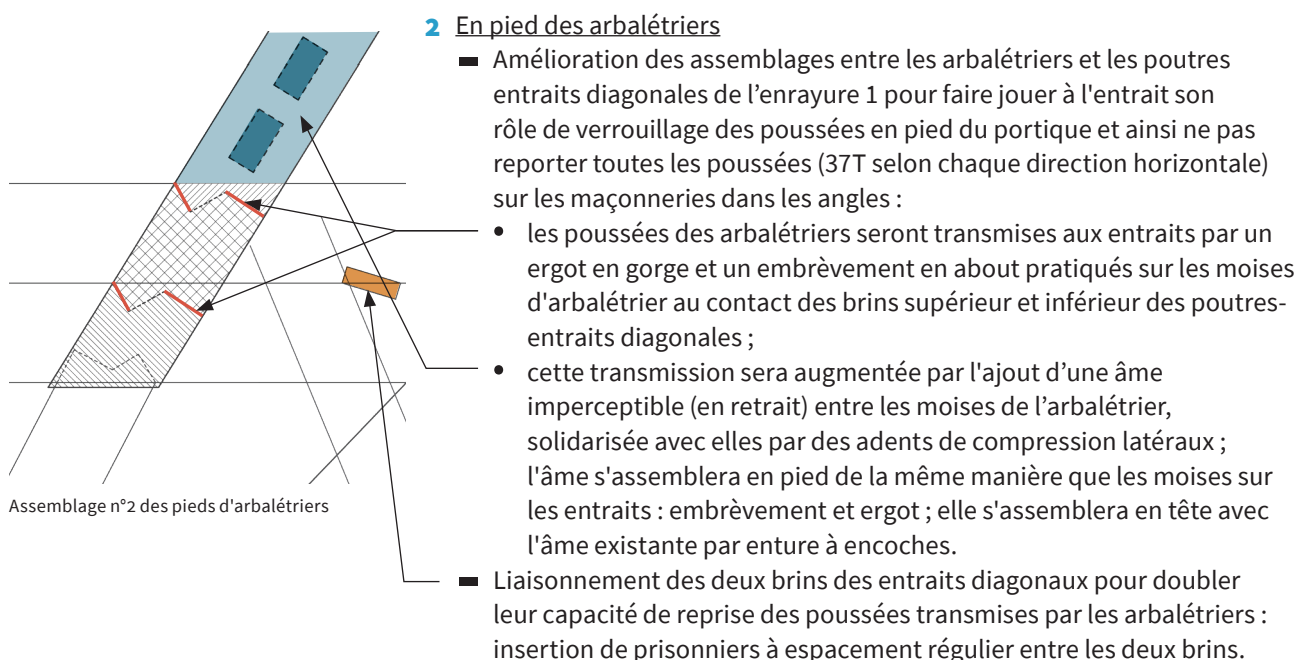 2 En pied des arbalétriers
▬ Amélioration des assemblages entre les arbalétriers et les poutres
entraits diagonales de l’enrayure 1 pour faire jouer à l'entrait son
rôle de verrouillage des poussées en pied du portique et ainsi ne pas
reporter toutes les poussées (37T selon chaque direction horizontale)
sur les maçonneries dans les angles :
• les poussées des arbalétriers seront transmises aux entraits par un
ergot en gorge et un embrèvement en about pratiqués sur les moises
d'arbalétrier au contact des brins supérieur et inférieur des poutres-
entraits diagonales ;
• cette transmission sera augmentée par l'ajout d’une âme
imperceptible (en retrait) entre les moises de l’arbalétrier,
solidarisée avec elles par des adents de compression latéraux ;
l'âme s'assemblera en pied de la même manière que les moises sur
les entraits : embrèvement et ergot ; elle s'assemblera en tête avec
l'âme existante par enture à encoches.
▬ Liaisonnement des deux brins des entraits diagonaux pour doubler
leur capacité de reprise des poussées transmises par les arbalétriers :
insertion de prisonniers à espacement régulier entre les deux brins.
Assemblage n°2 des pieds d'arbalétriers